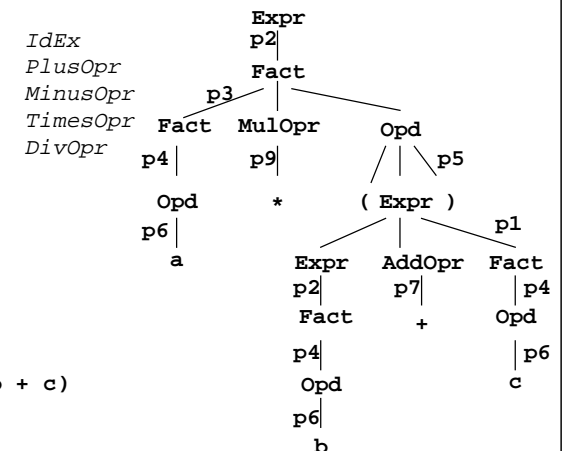 Expr
IdEx p2
PlusOpr Fact
MinusOpr p3
TimesOpr Fact MulOpr Opd
DivOpr p4 p9 p5
Opd * ( Expr )
p6 p1
a Expr AddOpr Fact
p2 p7 p4
Fact + Opd
p4 p6
+ c) Opd c
p6
b